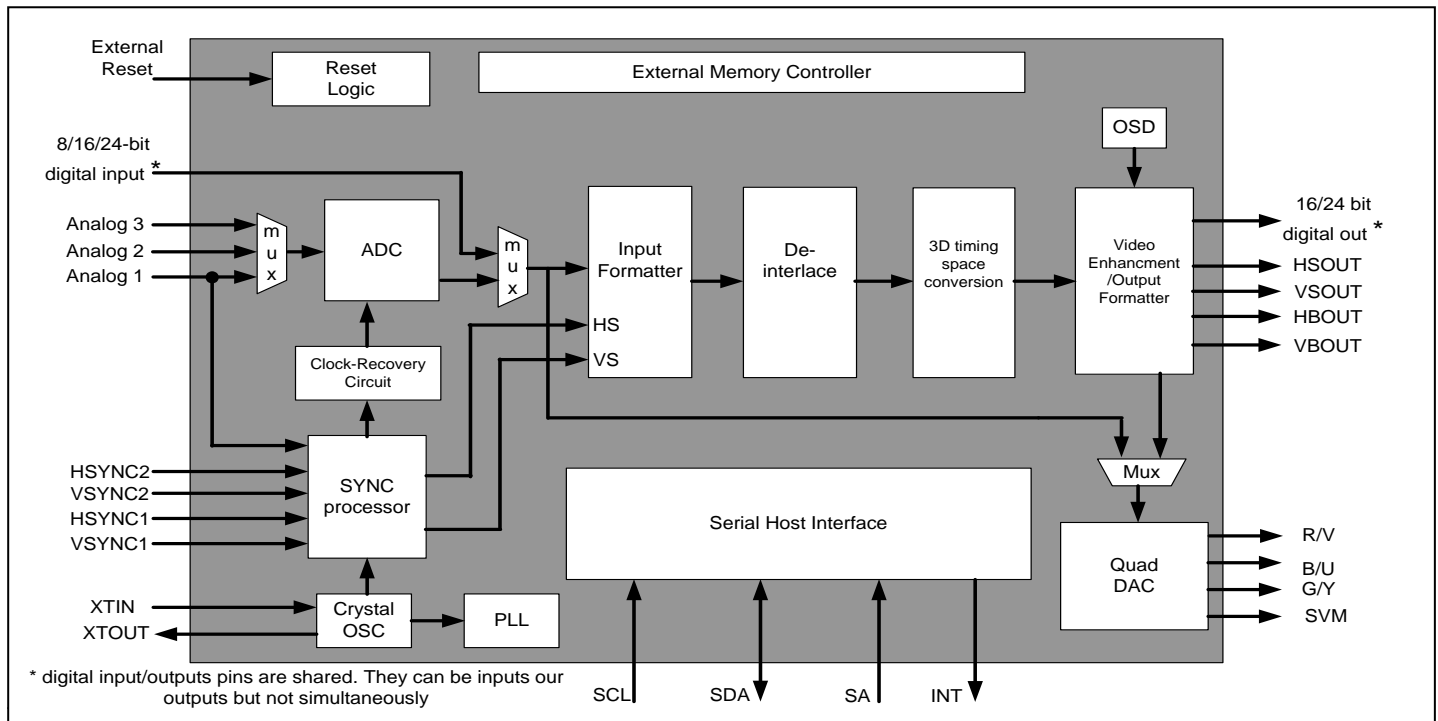 External
Reset
Reset
Logic
External Memory Controller
8/16/24-bit
digital input *
OSD
Analog 3
Analog 2
Analog 1
mux
ADC
mux
Input
Formatter
HS
VS
De-
interlace
3D timing
space
conversion
Video
Enhancment
/Output
Formatter
16/24 bit
digital out *
HSOUT
VSOUT
HBOUT
VBOUT
Clock-Recovery
Circuit
HSYNC2
VSYNC2
HSYNC1
VSYNC1
SYNC
processor
Serial Host Interface
Mux
Quad
DAC
R/V
B/U
G/Y
SVM
XTIN
XTOUT
Crystal
OSC
PLL
* digital input/outputs pins are shared. They can be inputs our
outputs but not simultaneously
SCL
SDA
SA
INT